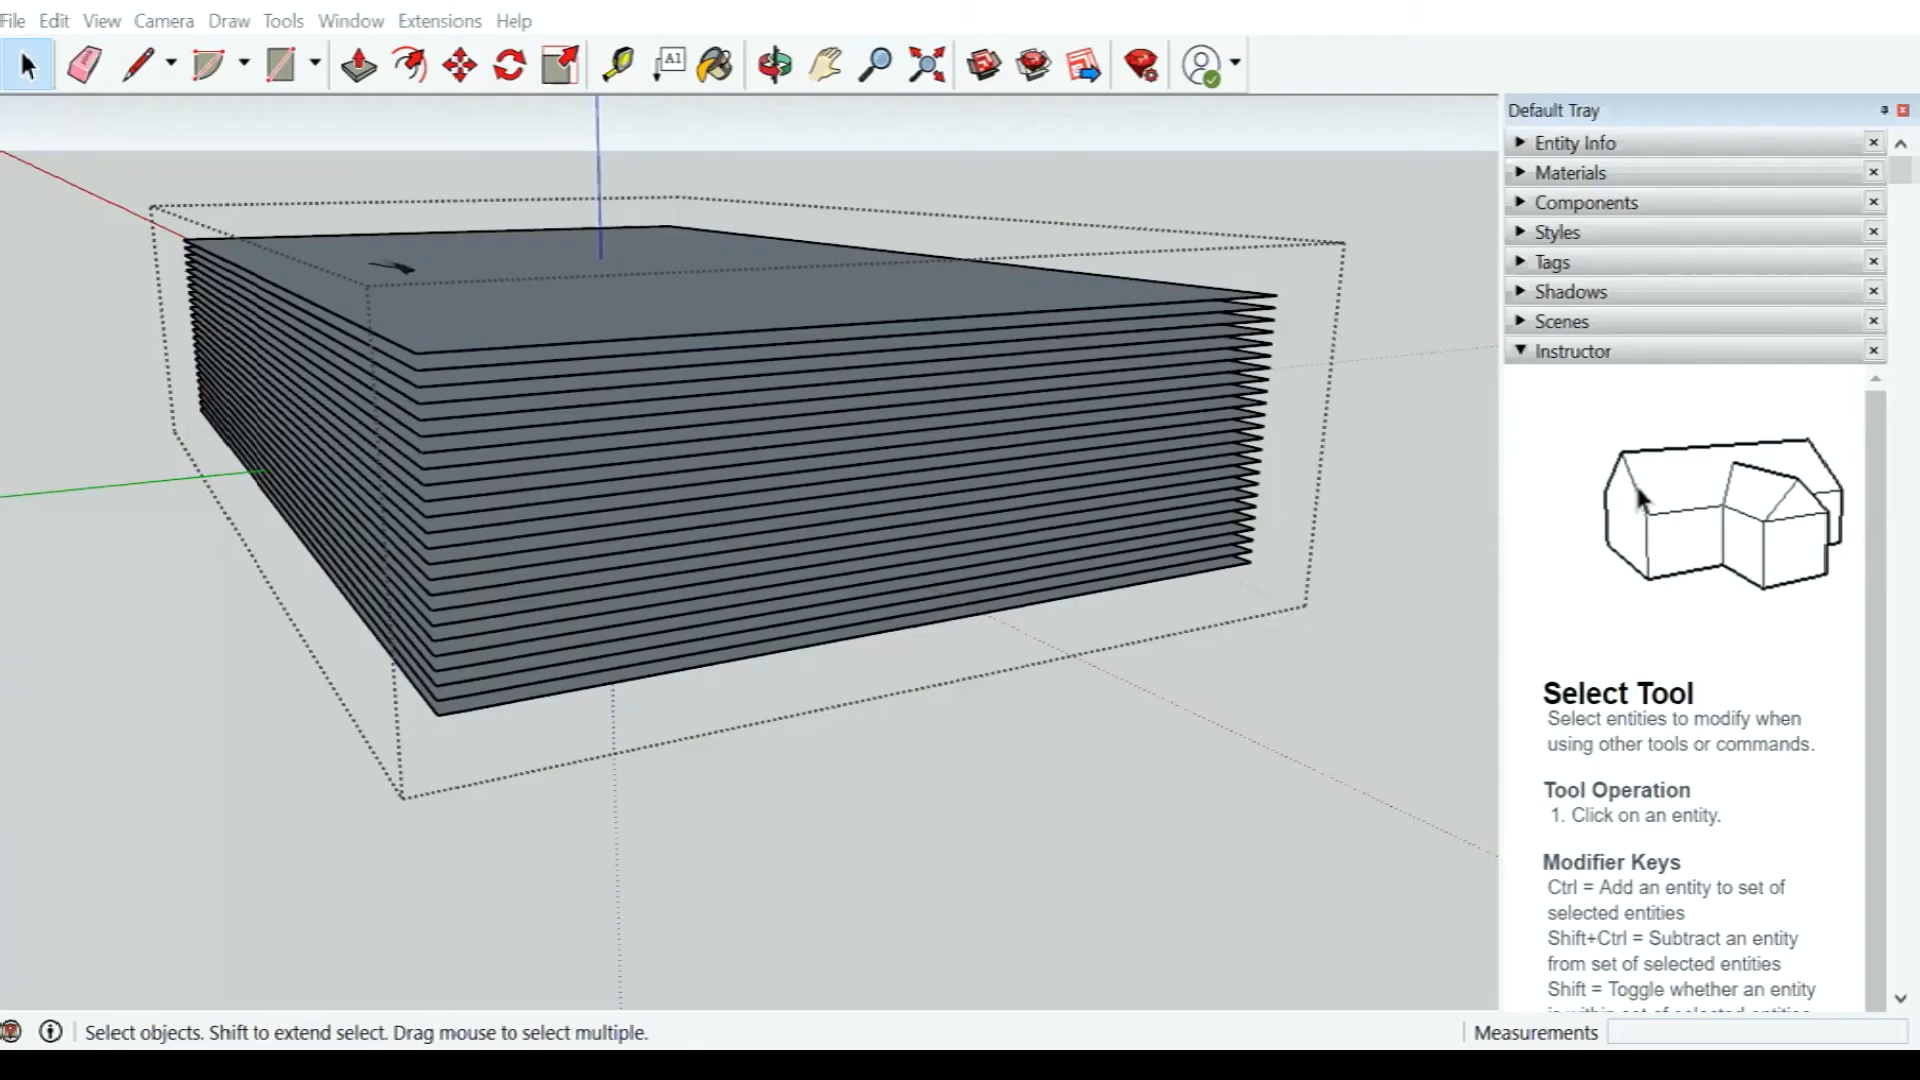 File Edit View Camera Draw Tools Window Extensions Help
A1
Default Tray
Entity Info
Materials
Components
Styles
Tags
Shadows
Scenes
Instructor
Select Tool
Select entities to modify when
using other tools or commands.
Tool Operation
1. Click on an entity.
Modifier Keys
Ctrl = Add an entity to set of
selected entities
Shift+Ctrl = Subtract an entity
from set of selected entities
Shift = Toggle whether an entity
Select objects. Shift to extend select. Drag mouse to select multiple.
Measurements